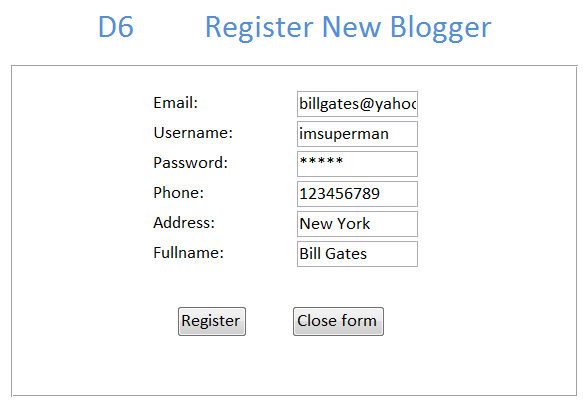 D6 Register New Blogger
Email: billgates@yahoo
Username: imsuperman
Password: *****
Phone: 123456789
Address: New York
Fullname: Bill Gates
Register Close form